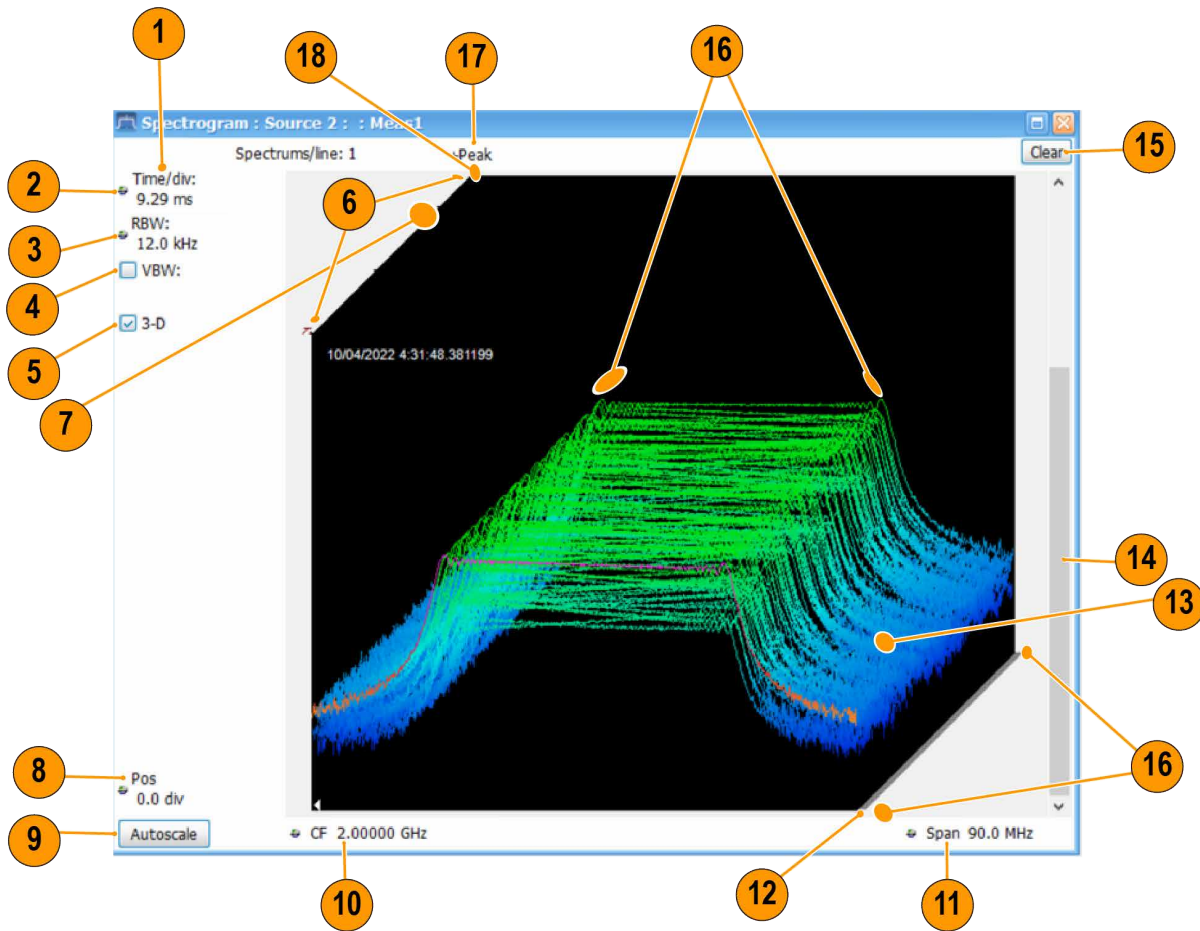 1
18
17
16
Spectrogram : Source 2 : : Meas1
Spectrums/line: 1
Peak
Clear
15
2
Time/div:
9.29 ms
6
3
RBW:
12.0 kHz
4
VBW:
5
3-D
7
10/04/2022 4:31:48.381199
14
13
8
Pos
0.0 div
16
9
Autoscale
CF 2.00000 GHz
Span 90.0 MHz
10
12
11